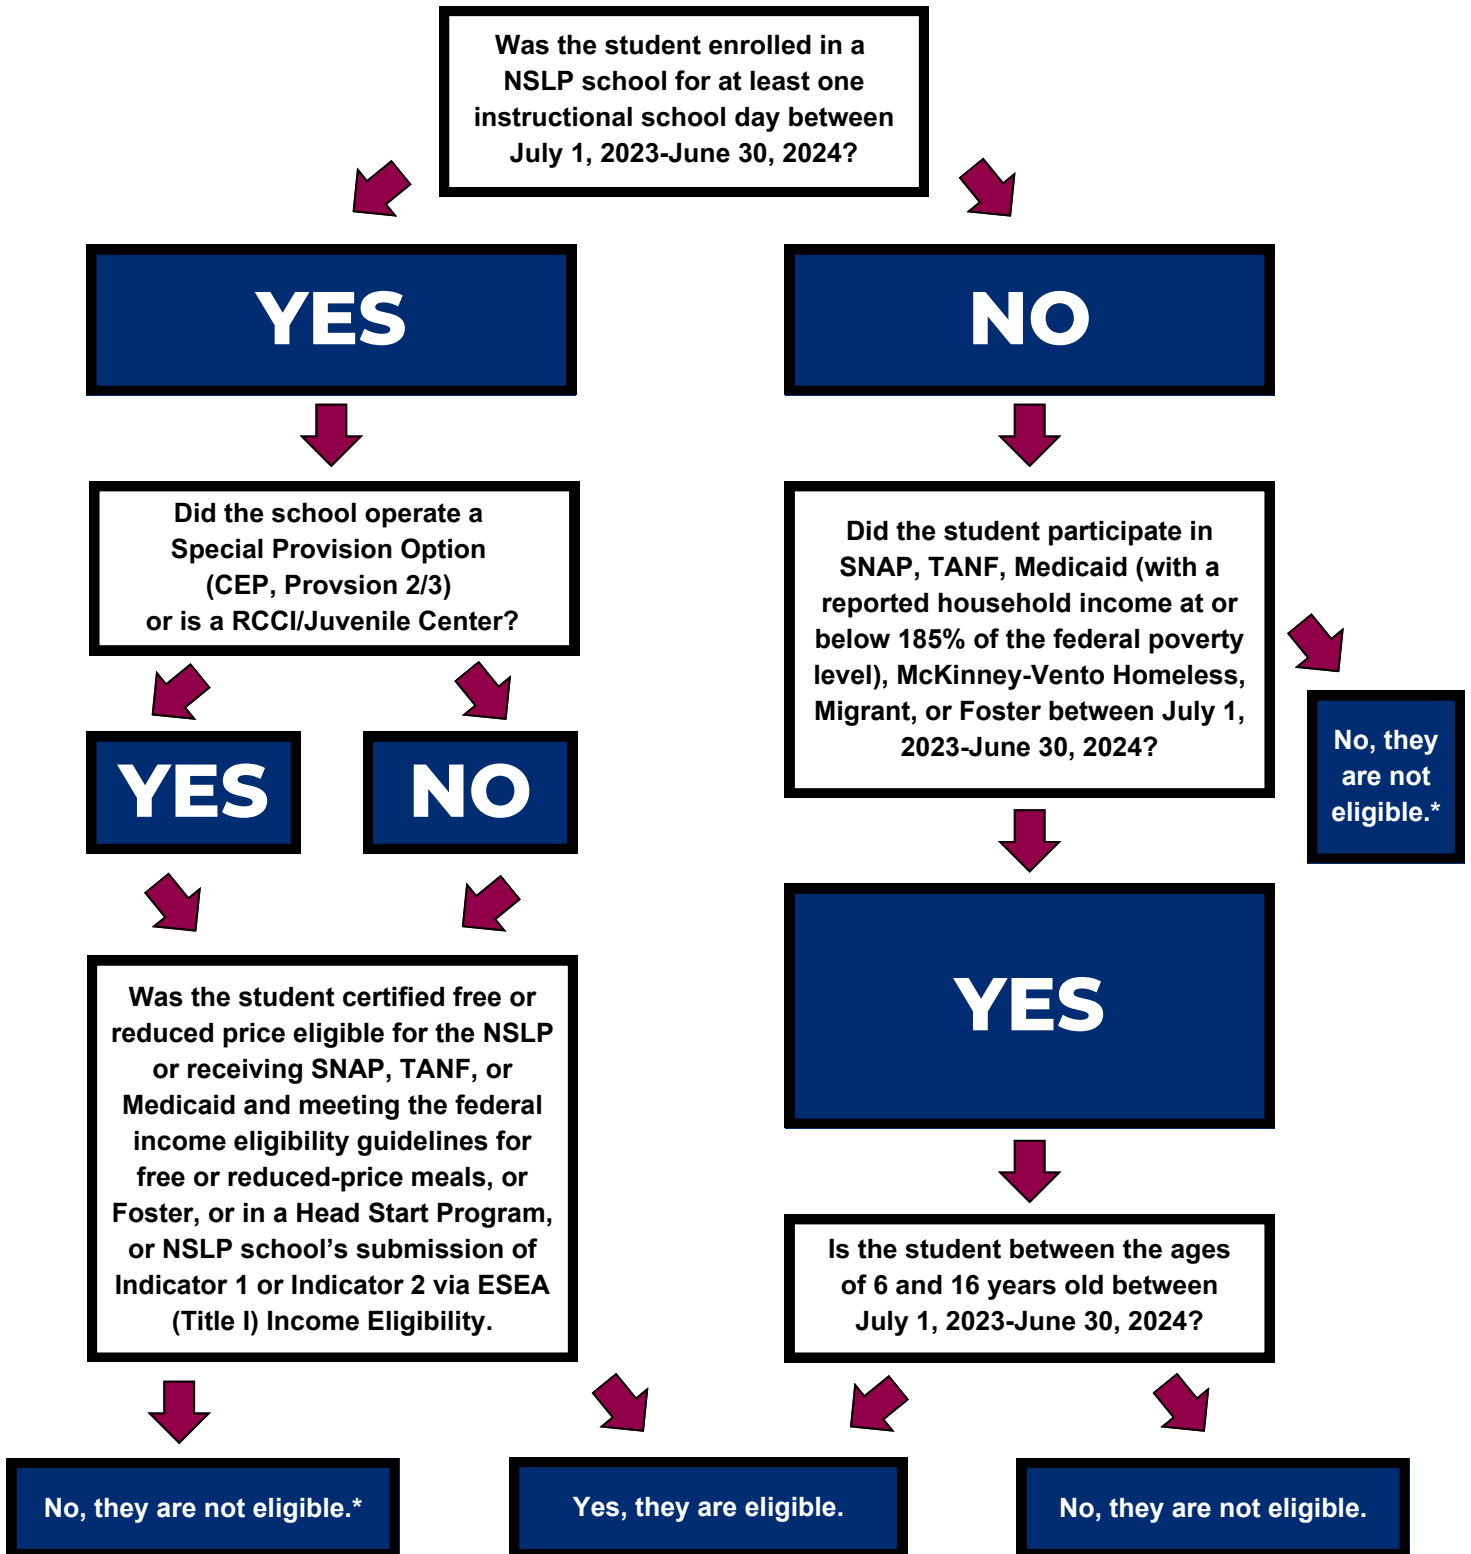 Was the student enrolled in a
NSLP school for at least one
instructional school day between
July 1, 2023-June 30, 2024?
YES
NO
Did the school operate a
Special Provision Option
(CEP, Provsion 2/3)
or is a RCCI/Juvenile Center?
Did the student participate in
SNAP, TANF, Medicaid (with a
reported household income at or
below 185% of the federal poverty
level), McKinney-Vento Homeless,
Migrant, or Foster between July 1,
2023-June 30, 2024?
No, they
are not
eligible.*
YES
NO
YES
Was the student certified free or
reduced price eligible for the NSLP
or receiving SNAP, TANF, or
Medicaid and meeting the federal
income eligibility guidelines for
free or reduced-price meals, or
Foster, or in a Head Start Program,
or NSLP school’s submission of
Indicator 1 or Indicator 2 via ESEA
(Title I) Income Eligibility.
Is the student between the ages
of 6 and 16 years old between
July 1, 2023-June 30, 2024?
No, they are not eligible.*
Yes, they are eligible.
No, they are not eligible.